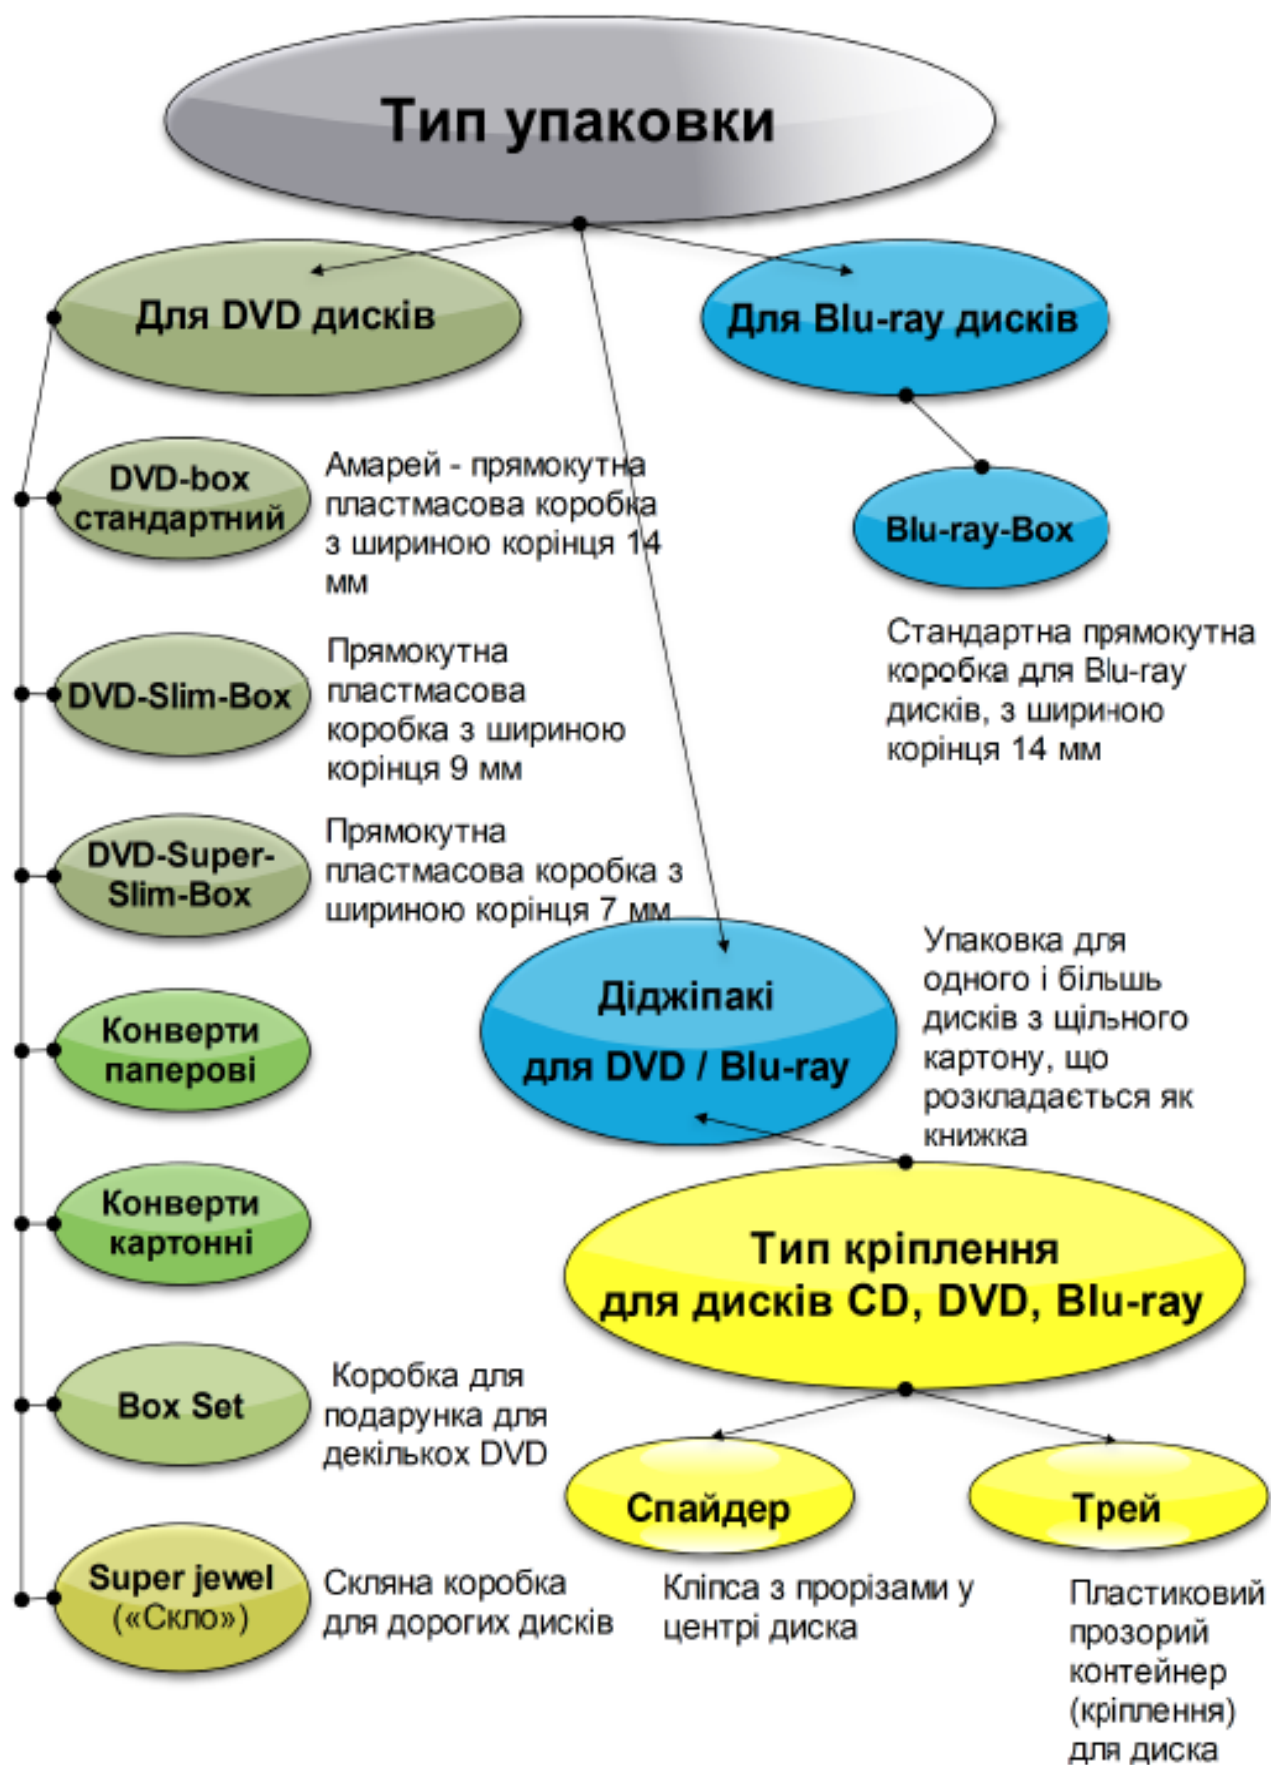 Тип упаковки
Для DVD дисків
Для Blu-ray дисків
DVD-box
стандартний
Амарей - прямокутна
пластмасова коробка
з шириною корінця 14
мм
Blu-ray-Box
Стандартна прямокутна
коробка для Blu-ray
дисків, з шириною
корінця 14 мм
DVD-Slim-Box
Прямокутна
пластмасова
коробка з шириною
корінця 9 мм
DVD-Super-
Slim-Box
Прямокутна
пластмасова коробка з
шириною корінця 7 мм
Діджіпакі
для DVD / Blu-ray
Упаковка для
одного і більшь
дисків з щільного
картону, що
розкладається як
книжка
Конверти
паперові
Конверти
картонні
Тип кріплення
для дисків CD, DVD, Blu-ray
Box Set
Коробка для
подарунка для
декількох DVD
Спайдер
Кліпса з прорізами у
центрі диска
Трей
Пластиковий
прозорий
контейнер
(кріплення)
для диска
Super jewel
(«Скло»)
Скляна коробка
для дорогих дисків